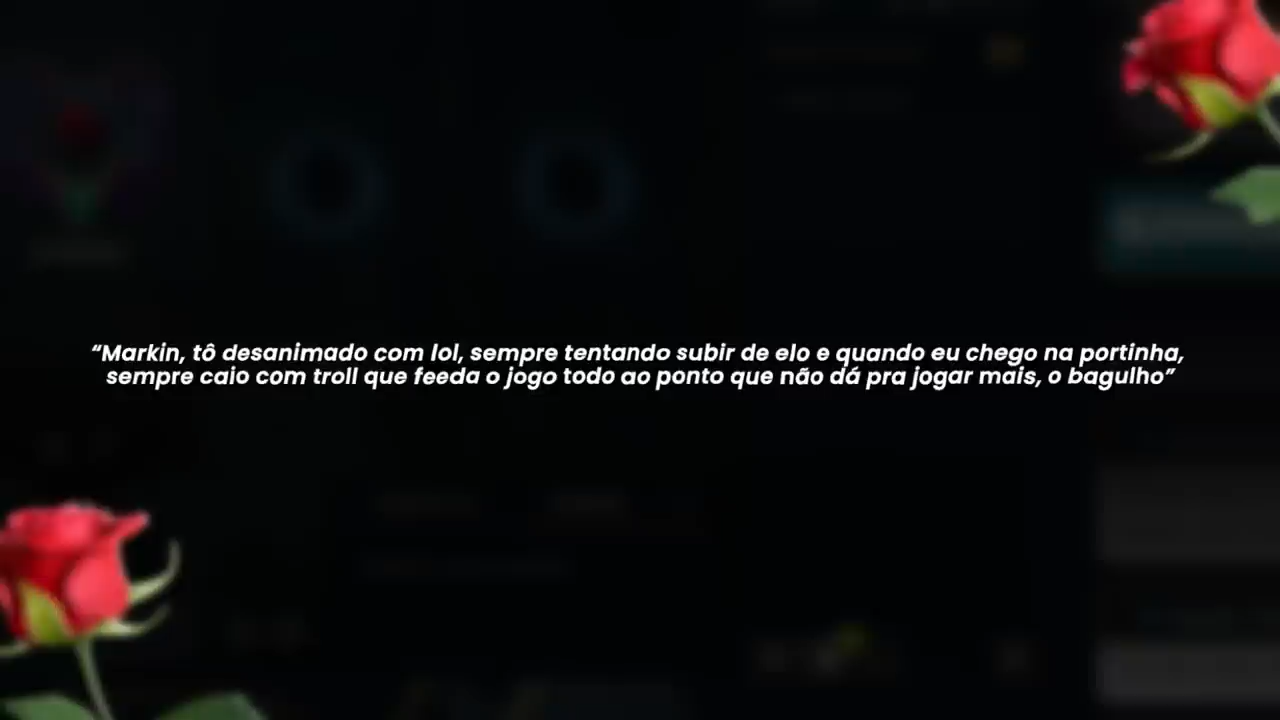 “Markin, tô desanimado com lol, sempre tentando subir de elo e quando eu chego na portinha,
sempre caio com troll que feeda o jogo todo ao ponto que não dá pra jogar mais, o bagulho”